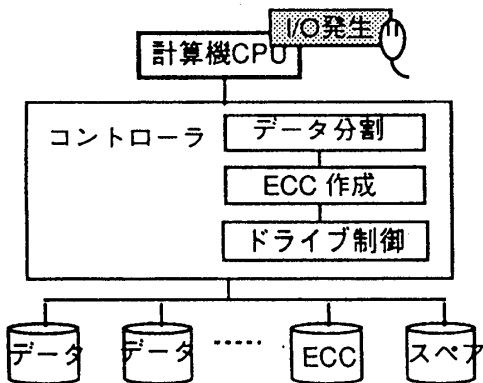 I/O発生
計算機CPU
コントローラ
データ分割
ECC 作成
ドライブ制御
データ
データ
ECC
スペア